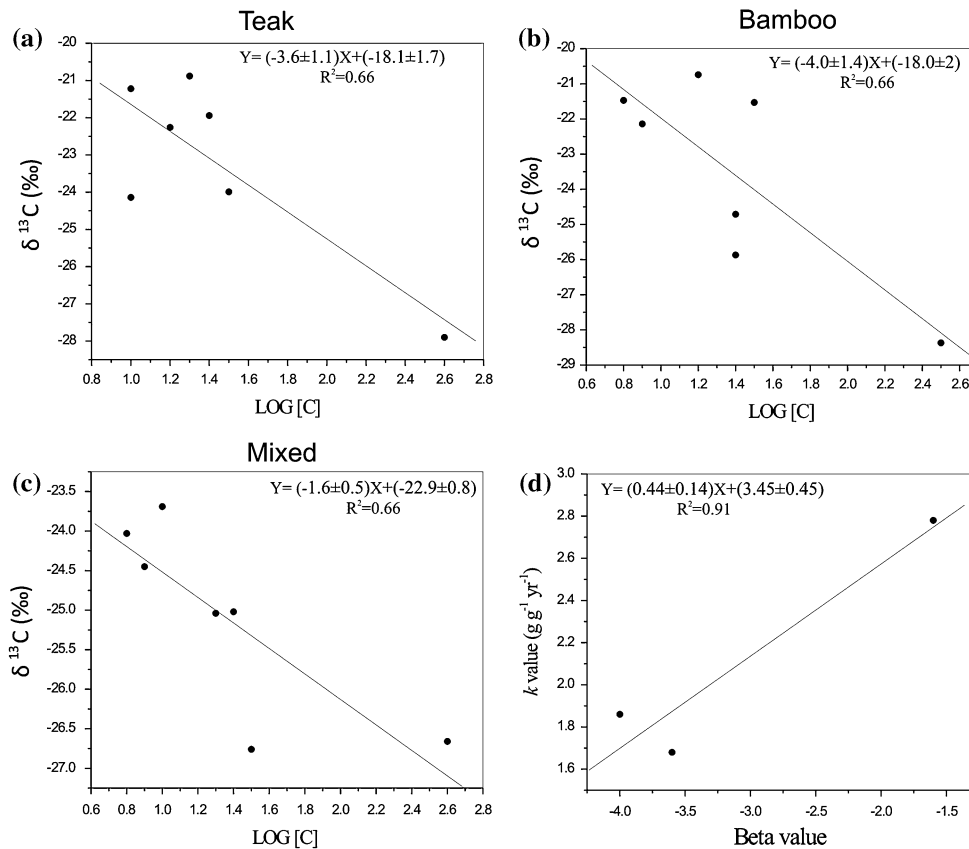 Teak
(a)
Y= (-3.6±1.1)X+(-18.1±1.7)
R²=0.66
-20
-21
-22
-23
-24
-25
-26
-27
-28
δ ¹³C (‰)
0.8 1.0 1.2 1.4 1.6 1.8 2.0 2.2 2.4 2.6 2.8
LOG [C]
Bamboo
(b)
Y= (-4.0±1.4)X+(-18.0±2)
R²=0.66
-20
-21
-22
-23
-24
-25
-26
-27
-28
-29
δ ¹³C (‰)
0.6 0.8 1.0 1.2 1.4 1.6 1.8 2.0 2.2 2.4 2.6
LOG [C]
Mixed
(c)
Y= (-1.6±0.5)X+(-22.9±0.8)
R²=0.66
-23.5
-24.0
-24.5
-25.0
-25.5
-26.0
-26.5
-27.0
δ ¹³C (‰)
0.6 0.8 1.0 1.2 1.4 1.6 1.8 2.0 2.2 2.4 2.6 2.8
LOG [C]
(d)
Y= (0.44±0.14)X+(3.45±0.45)
R²=0.91
3.0
2.8
2.6
2.4
2.2
2.0
1.8
1.6
k value (g g⁻¹ yr⁻¹)
-4.0 -3.5 -3.0 -2.5 -2.0 -1.5
Beta value